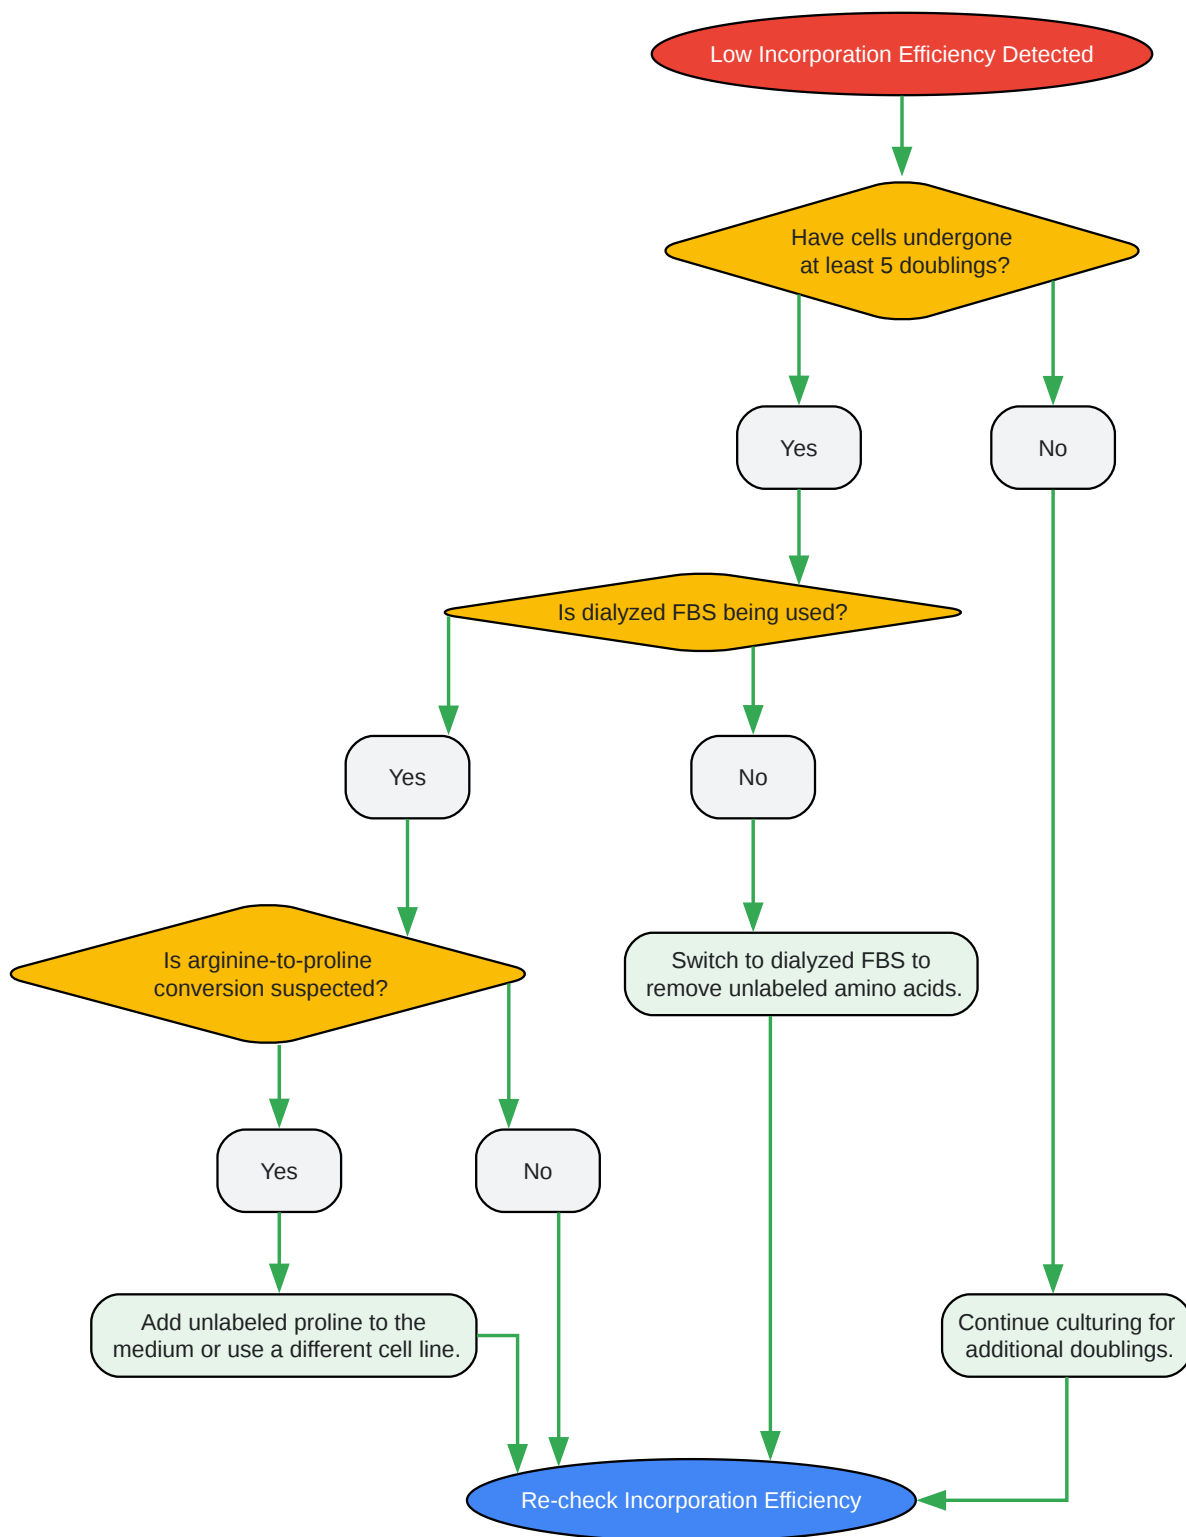 Low Incorporation Efficiency Detected
Have cells undergone
at least 5 doublings?
Yes
No
Is dialyzed FBS being used?
Yes
No
Is arginine-to-proline
conversion suspected?
Switch to dialyzed FBS to
remove unlabeled amino acids.
Yes
No
Add unlabeled proline to the
medium or use a different cell line.
Continue culturing for
additional doublings.
Re-check Incorporation Efficiency